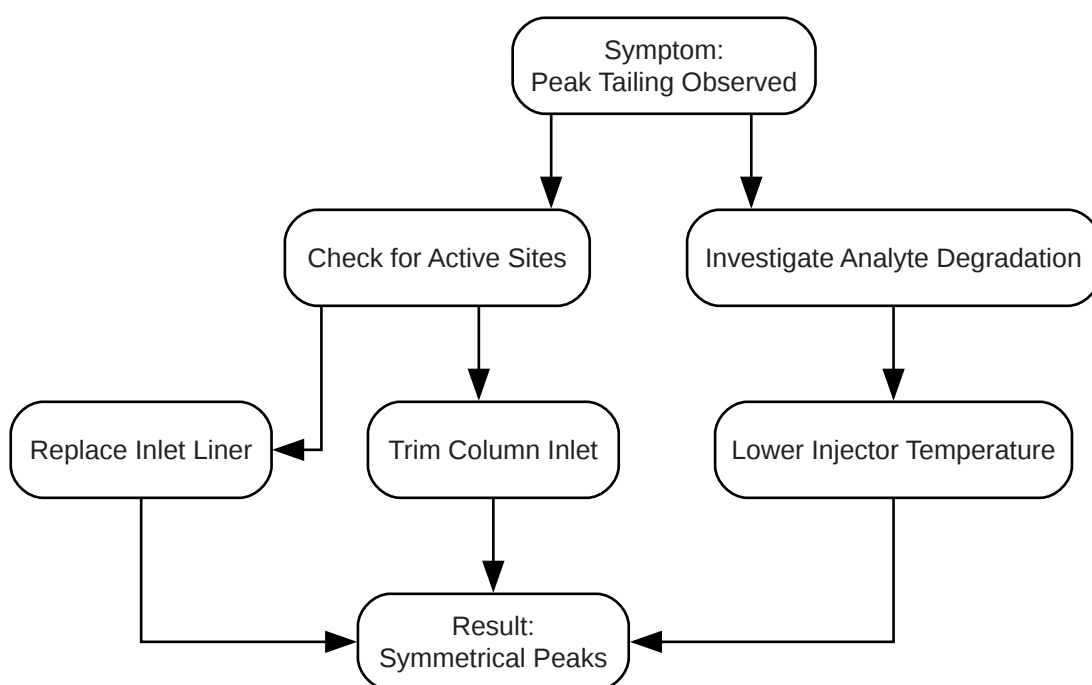 Symptom:
Peak Tailing Observed
Check for Active Sites
Investigate Analyte Degradation
Replace Inlet Liner
Trim Column Inlet
Lower Injector Temperature
Result:
Symmetrical Peaks